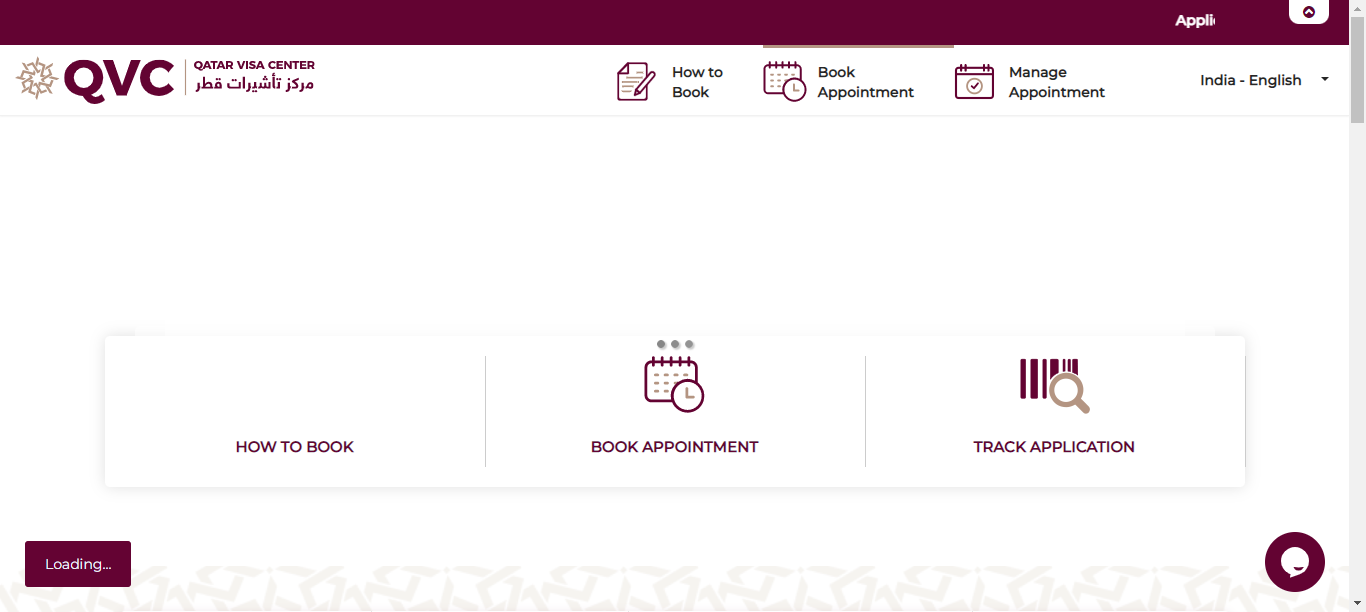 Appli
QVC
QATAR VISA CENTER
مركز تأشيرات قطر
How to
Book
Book
Appointment
Manage
Appointment
India - English
HOW TO BOOK
BOOK APPOINTMENT
TRACK APPLICATION
Loading...